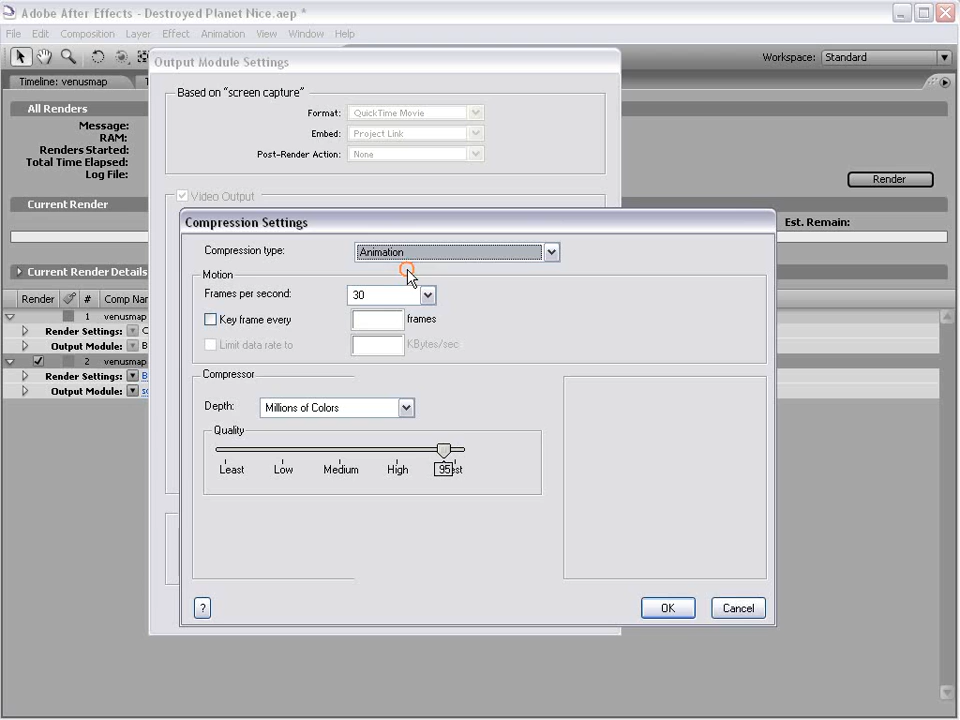 Adobe After Effects - Destroyed Planet Nice.aep *
File Edit Composition Layer Effect Animation View Window Help
Workspace: Standard
Output Module Settings
Timeline: venusmap
Based on "screen capture"
All Renders
Format: QuickTime Movie
Message:
Embed: Project Link
RAM:
Renders Started:
Post-Render Action: None
Total Time Elapsed:
Log File:
Render
Video Output
Current Render
Est. Remain:
Compression Settings
Compression type: Animation
Current Render Details
Motion
Frames per second: 30
Render # Comp Nam
1 venusmap
Key frame every frames
Render Settings: C
Limit data rate to KBytes/sec
Output Module: B
2 venusmap
Render Settings: B
Output Module: sc
Compressor
Depth: Millions of Colors
Quality
Least Low Medium High 95 st
? OK Cancel